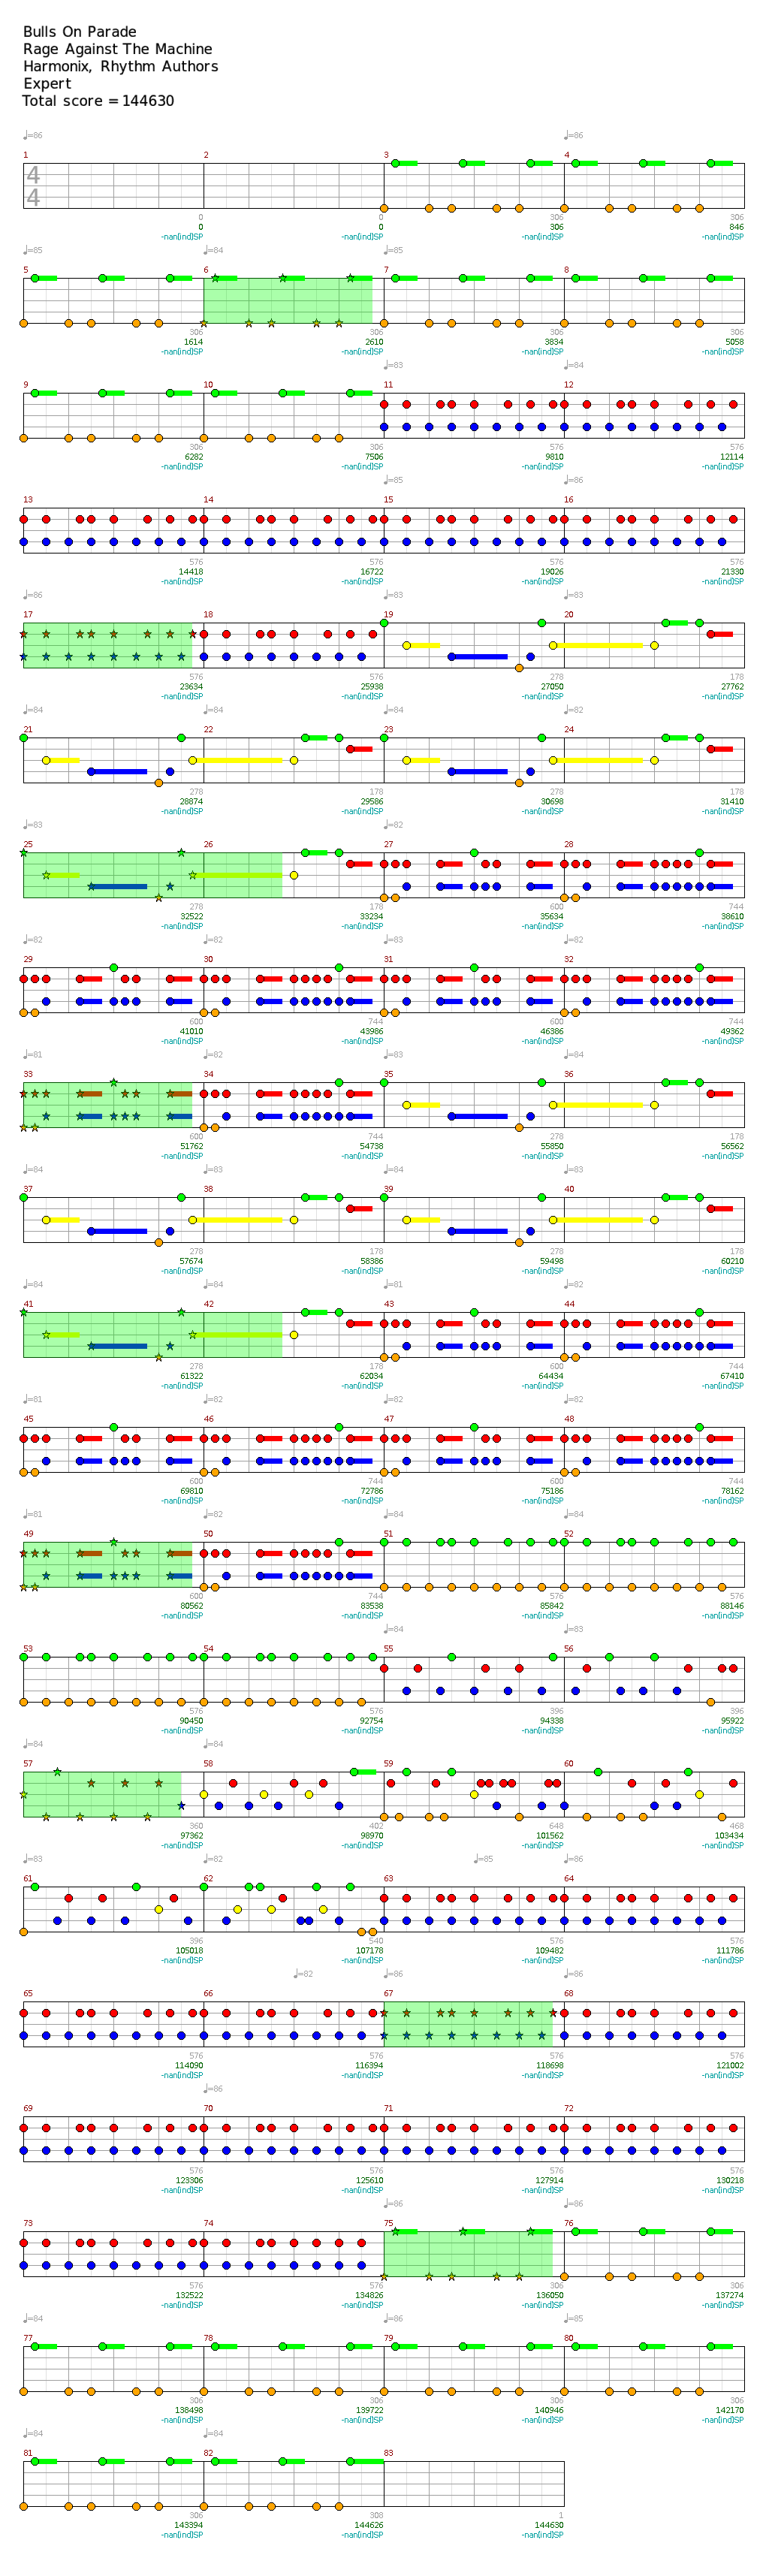 Bulls On Parade
Rage Against The Machine
Harmonix, Rhythm Authors
Expert
Total score = 144630
♩=86 ♩=86
1 2 3 4
4
4
0 0 306 306
0 0 306 846
-nan(ind)SP -nan(ind)SP -nan(ind)SP -nan(ind)SP
♩=85 ♩=84 ♩=85
5 6 7 8
306 306 306 306
1614 2610 3834 5058
-nan(ind)SP -nan(ind)SP -nan(ind)SP -nan(ind)SP
♩=83 ♩=84
9 10 11 12
306 306 576 576
6282 7506 9810 12114
-nan(ind)SP -nan(ind)SP -nan(ind)SP -nan(ind)SP
♩=85 ♩=86
13 14 15 16
576 576 576 576
14418 16722 19026 21330
-nan(ind)SP -nan(ind)SP -nan(ind)SP -nan(ind)SP
♩=86 ♩=83 ♩=83
17 18 19 20
576 576 278 178
23634 25938 27050 27762
-nan(ind)SP -nan(ind)SP -nan(ind)SP -nan(ind)SP
♩=84 ♩=84 ♩=84 ♩=82
21 22 23 24
278 178 278 178
28874 29586 30698 31410
-nan(ind)SP -nan(ind)SP -nan(ind)SP -nan(ind)SP
♩=83 ♩=82
25 26 27 28
278 178 600 744
32522 33234 35634 38610
-nan(ind)SP -nan(ind)SP -nan(ind)SP -nan(ind)SP
♩=82 ♩=82 ♩=83 ♩=82
29 30 31 32
600 744 600 744
41010 43986 46386 49362
-nan(ind)SP -nan(ind)SP -nan(ind)SP -nan(ind)SP
♩=81 ♩=82 ♩=83 ♩=84
33 34 35 36
600 744 278 178
51762 54738 55850 56562
-nan(ind)SP -nan(ind)SP -nan(ind)SP -nan(ind)SP
♩=84 ♩=83 ♩=84 ♩=83
37 38 39 40
278 178 278 178
57674 58386 59498 60210
-nan(ind)SP -nan(ind)SP -nan(ind)SP -nan(ind)SP
♩=84 ♩=84 ♩=81 ♩=82
41 42 43 44
278 178 600 744
61322 62034 64434 67410
-nan(ind)SP -nan(ind)SP -nan(ind)SP -nan(ind)SP
♩=81 ♩=82 ♩=82 ♩=82
45 46 47 48
600 744 600 744
69810 72786 75186 78162
-nan(ind)SP -nan(ind)SP -nan(ind)SP -nan(ind)SP
♩=81 ♩=82 ♩=84 ♩=84
49 50 51 52
600 744 576 576
80562 83538 85842 88146
-nan(ind)SP -nan(ind)SP -nan(ind)SP -nan(ind)SP
♩=84 ♩=83
53 54 55 56
576 576 396 396
90450 92754 94338 95922
-nan(ind)SP -nan(ind)SP -nan(ind)SP -nan(ind)SP
♩=84 ♩=84
57 58 59 60
360 402 648 468
97362 98970 101562 103434
-nan(ind)SP -nan(ind)SP -nan(ind)SP -nan(ind)SP
♩=83 ♩=82 ♩=85 ♩=86
61 62 63 64
396 540 576 576
105018 107178 109482 111786
-nan(ind)SP -nan(ind)SP -nan(ind)SP -nan(ind)SP
♩=82 ♩=86 ♩=86
65 66 67 68
576 576 576 576
114090 116394 118698 121002
-nan(ind)SP -nan(ind)SP -nan(ind)SP -nan(ind)SP
♩=86
69 70 71 72
576 576 576 576
123306 125610 127914 130218
-nan(ind)SP -nan(ind)SP -nan(ind)SP -nan(ind)SP
♩=86 ♩=86
73 74 75 76
576 576 306 306
132522 134826 136050 137274
-nan(ind)SP -nan(ind)SP -nan(ind)SP -nan(ind)SP
♩=84 ♩=86 ♩=85
77 78 79 80
306 306 306 306
138498 139722 140946 142170
-nan(ind)SP -nan(ind)SP -nan(ind)SP -nan(ind)SP
♩=84 ♩=84
81 82 83
306 308 1
143394 144626 144630
-nan(ind)SP -nan(ind)SP -nan(ind)SP